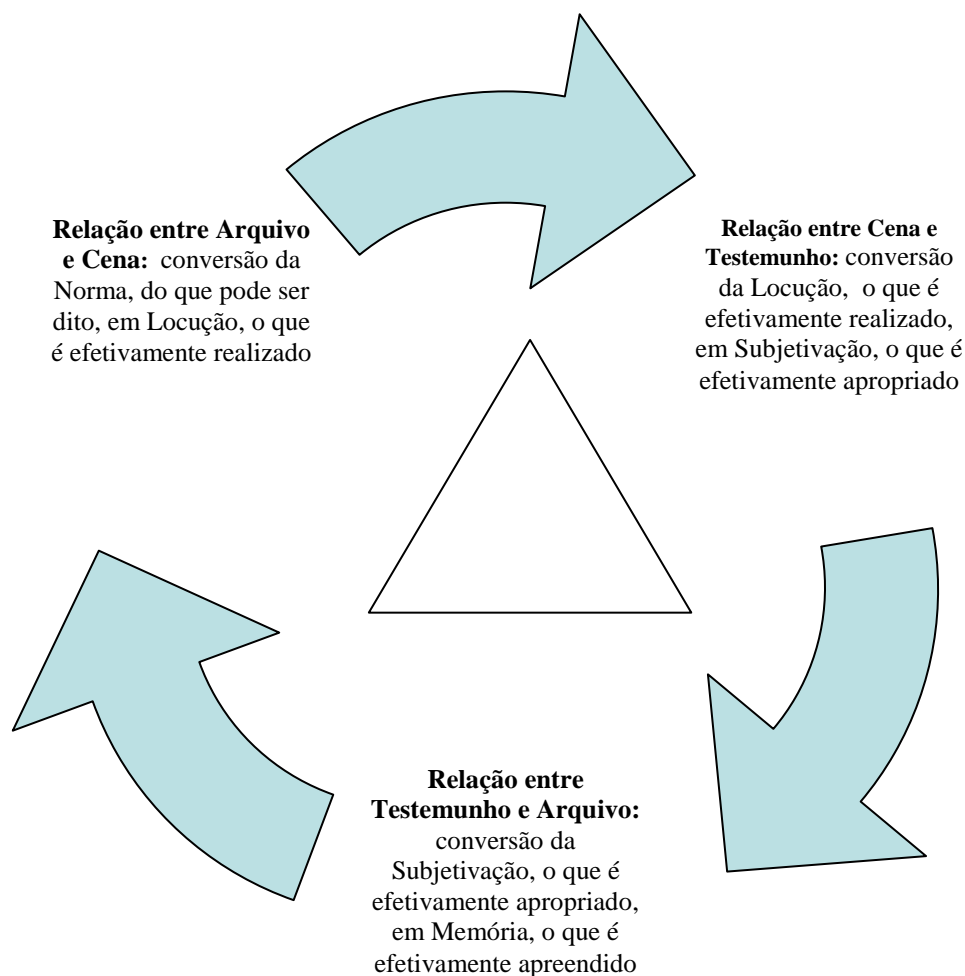 Relação entre Arquivo
e Cena: conversão da
Norma, do que pode ser
dito, em Locução, o que
é efetivamente realizado
Relação entre Cena e
Testemunho: conversão
da Locução, o que é
efetivamente realizado,
em Subjetivação, o que é
efetivamente apropriado
Relação entre
Testemunho e Arquivo:
conversão da
Subjetivação, o que é
efetivamente apropriado,
em Memória, o que é
efetivamente apreendido